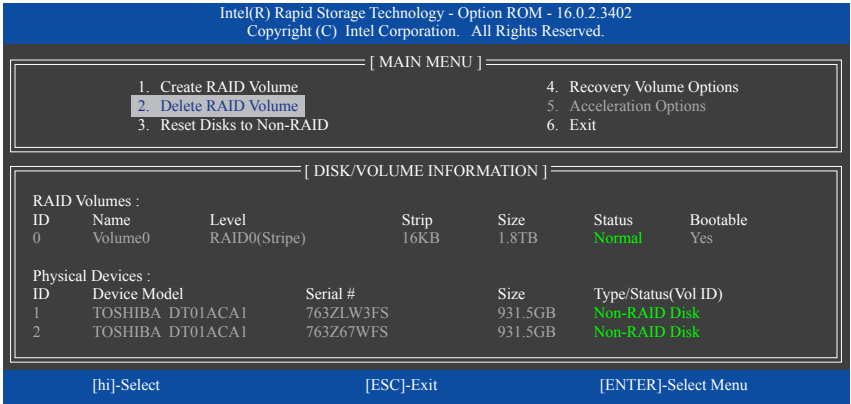 Intel(R) Rapid Storage Technology - Option ROM - 16.0.2.3402
Copyright (C) Intel Corporation. All Rights Reserved.
[ MAIN MENU ]
1. Create RAID Volume 4. Recovery Volume Options
2. Delete RAID Volume 5. Acceleration Options
3. Reset Disks to Non-RAID 6. Exit
[ DISK/VOLUME INFORMATION ]
RAID Volumes :
ID Name Level Strip Size Status Bootable
0 Volume0 RAID0(Stripe) 16KB 1.8TB Normal Yes
Physical Devices :
ID Device Model Serial # Size Type/Status(Vol ID)
1 TOSHIBA DT01ACA1 763ZLW3FS 931.5GB Non-RAID Disk
2 TOSHIBA DT01ACA1 763Z67WFS 931.5GB Non-RAID Disk
[hi]-Select [ESC]-Exit [ENTER]-Select Menu